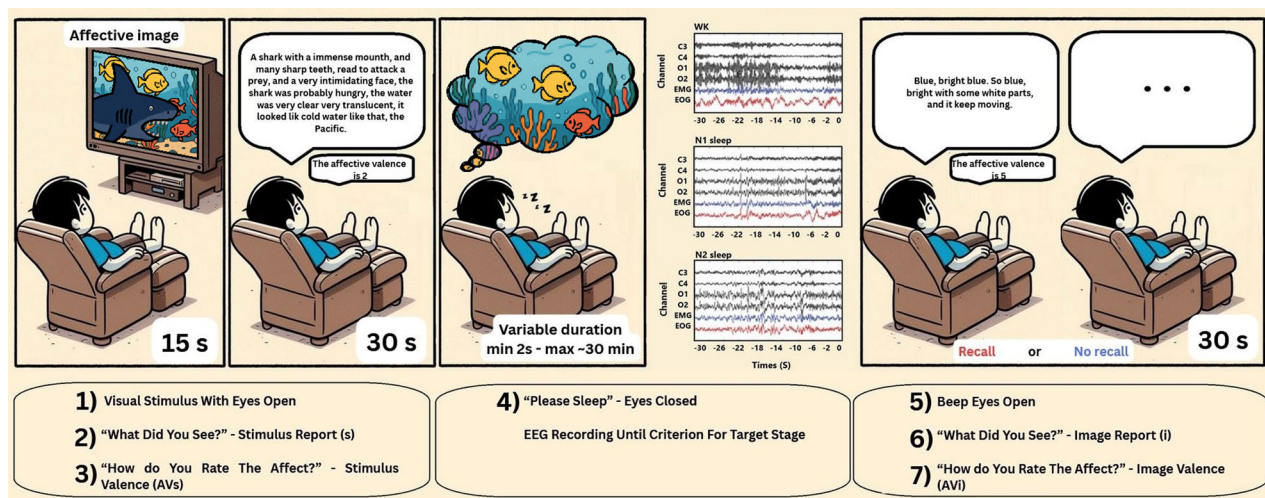 Affective image
15 s
A shark with a immense mouth, and
many sharp teeth, read to attack a
prey, and a very intimidating face, the
shark was probably hungry, the water
was very clear very translucent, it
looked lik cold water like that, the
Pacific.
The affective valence
is 2
30 s
z z z z
Variable duration
min 2s - max ~30 min
WK
Channel
C3
C4
O1
O2
EMG
EOG
-30 -26 -22 -18 -14 -10 -6 -2 0
N1 sleep
Channel
C3
C4
O1
O2
EMG
EOG
-30 -26 -22 -18 -14 -10 -6 -2 0
N2 sleep
Channel
C3
C4
O1
O2
EMG
EOG
-30 -26 -22 -18 -14 -10 -6 -2 0
Times (S)
Blue, bright blue. So blue,
bright with some white parts,
and it keep moving.
The affective valence
is 5
• • •
Recall or No recall
30 s
1) Visual Stimulus With Eyes Open
2) “What Did You See?” - Stimulus Report (s)
3) “How do You Rate The Affect?” - Stimulus
Valence (AVs)
4) “Please Sleep” - Eyes Closed
EEG Recording Until Criterion For Target Stage
5) Beep Eyes Open
6) “What Did You See?” - Image Report (i)
7) “How do You Rate The Affect?” - Image Valence
(AVi)